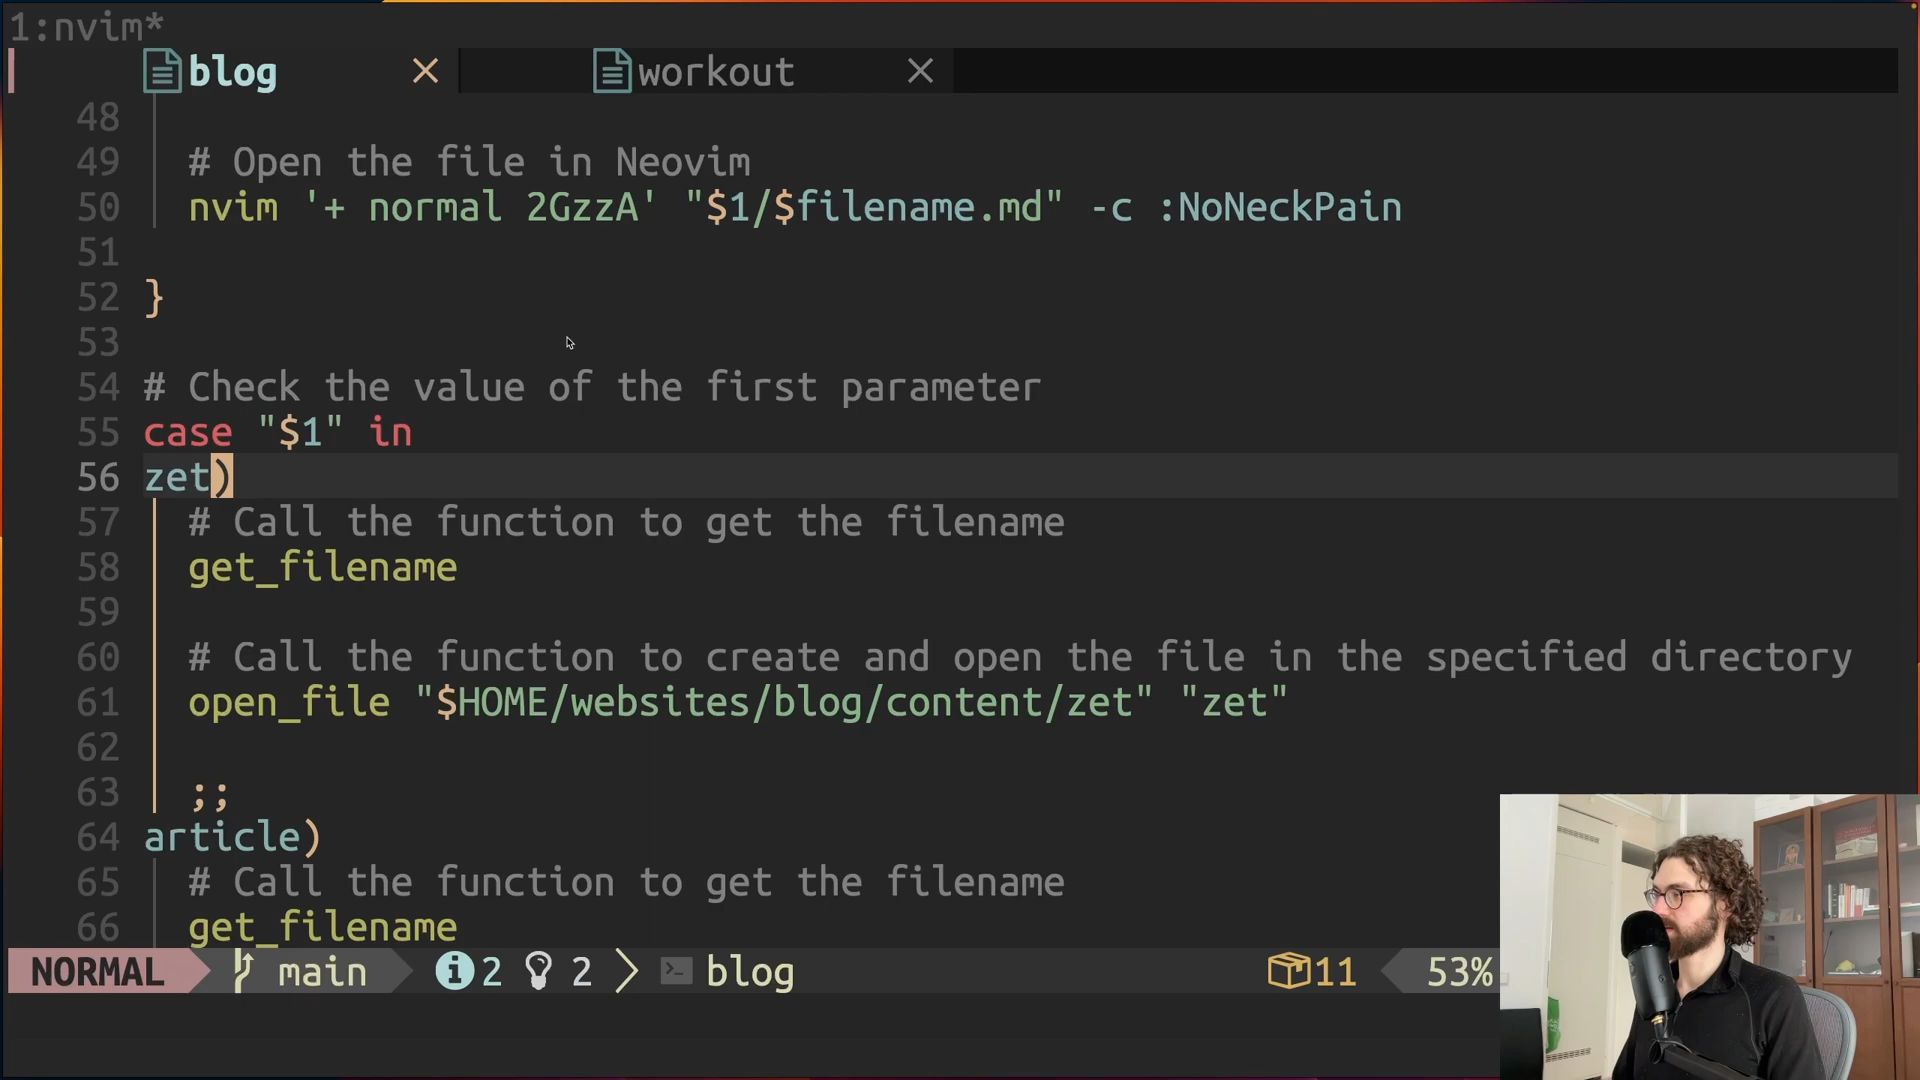 1:nvim*
blog × workout ×
48
49 # Open the file in Neovim
50 nvim '+ normal 2GzzA' "$1/$filename.md" -c :NoNeckPain
51
52 }
53
54 # Check the value of the first parameter
55 case "$1" in
56 zet)
57 # Call the function to get the filename
58 get_filename
59
60 # Call the function to create and open the file in the specified directory
61 open_file "$HOME/websites/blog/content/zet" "zet"
62
63 ;;
64 article)
65 # Call the function to get the filename
66 get_filename
NORMAL main 2 2 blog 11 53%